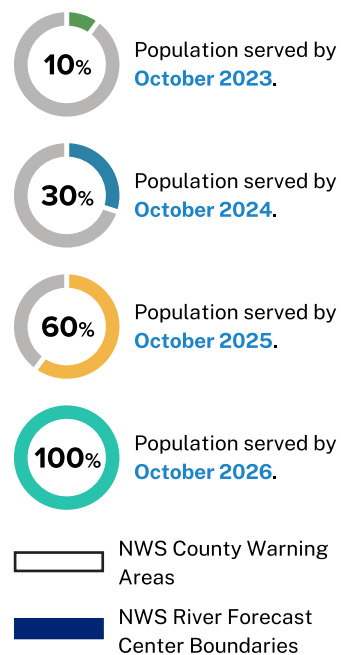 10%
Population served by
October 2023.
30%
Population served by
October 2024.
60%
Population served by
October 2025.
100%
Population served by
October 2026.
NWS County Warning
Areas
NWS River Forecast
Center Boundaries